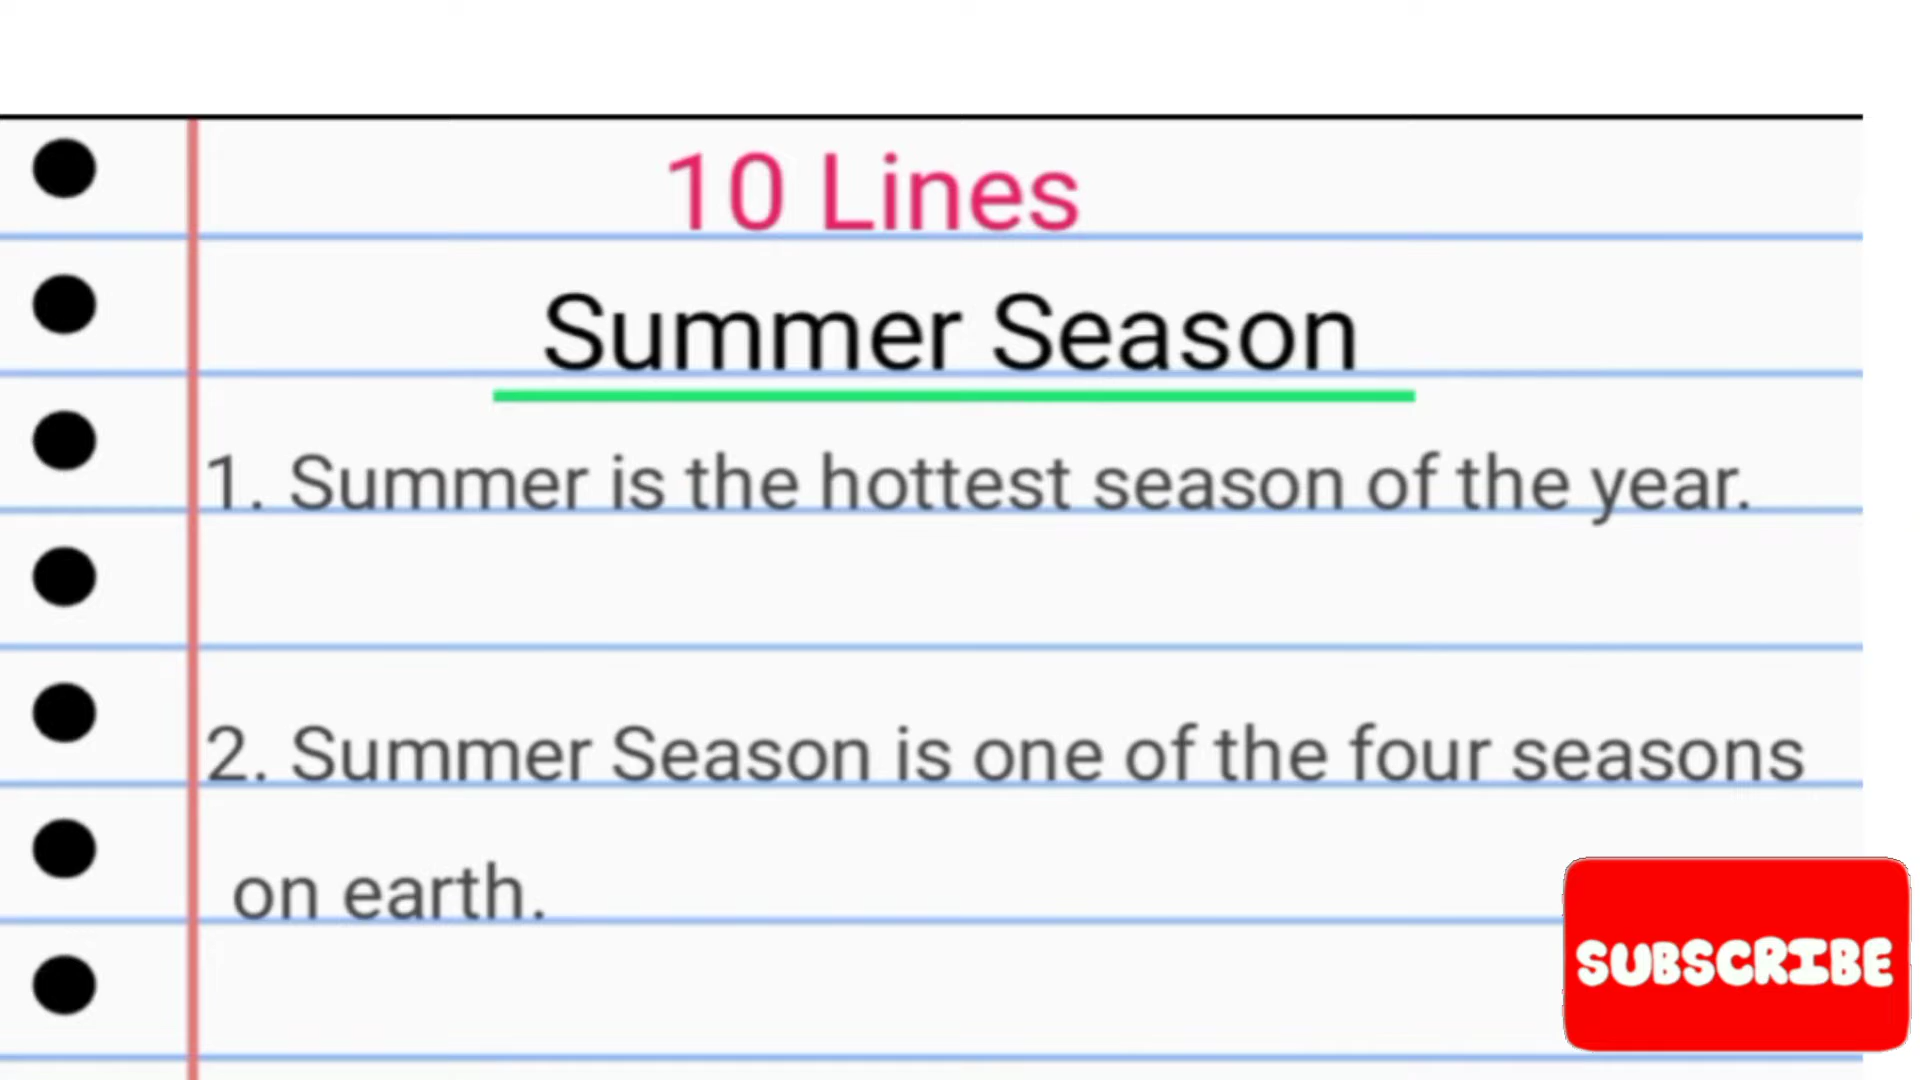 10 Lines
Summer Season
1. Summer is the hottest season of the year.
2. Summer Season is one of the four seasons
on earth.
SUBSCRIBE